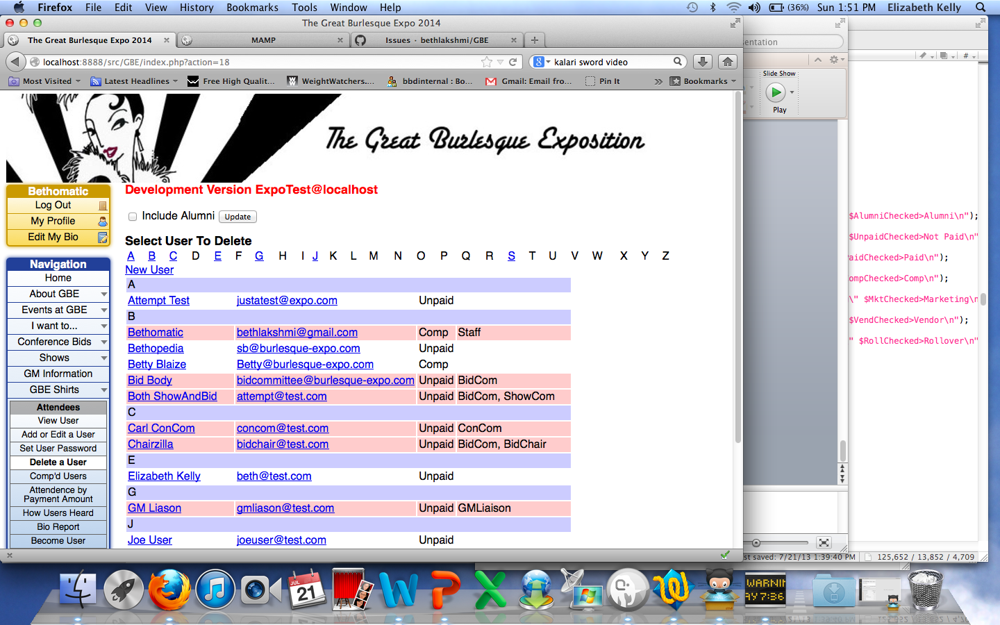 Firefox File Edit View History Bookmarks Tools Window Help (36%) Sun 1:51 PM Elizabeth Kelly
The Great Burlesque Expo 2014
The Great Burlesque Expo 2014 MAMP Issues · bethlakshmi/GBE
localhost:8888/src/GBE/index.php?action=18 kalari sword video
Most Visited Latest Headlines Free High Qualit... WeightWatchers.... bbdinternal : Bo... Gmail: Email fro... Pin It Bookmarks
entation
#
Slide Show
Play
The Great Burlesque Exposition
Bethomatic
Log Out
My Profile
Edit My Bio
Navigation
Home
About GBE
Events at GBE
I want to...
Conference Bids
Shows
GM Information
GBE Shirts
Attendees
View User
Add or Edit a User
Set User Password
Delete a User
Comp'd Users
Attendence by
Payment Amount
How Users Heard
Bio Report
Become User
Development Version ExpoTest@localhost
Include Alumni Update
Select User To Delete
A B C D E F G H I J K L M N O P Q R S T U V W X Y Z
New User
A
Attempt Test justatest@expo.com Unpaid
B
Bethomatic bethlakshmi@gmail.com Comp Staff
Bethopedia sb@burlesque-expo.com Unpaid
Betty Blaize Betty@burlesque-expo.com Comp
Bid Body bidcommittee@burlesque-expo.com Unpaid BidCom
Both ShowAndBid attempt@test.com Unpaid BidCom, ShowCom
C
Carl ConCom concom@test.com Unpaid ConCom
Chairzilla bidchair@test.com Unpaid BidCom, BidChair
E
Elizabeth Kelly beth@test.com Unpaid
G
GM Liason gmliason@test.com Unpaid GMLiaison
J
Joe User joeuser@test.com Unpaid
$AlumniChecked>Alumni\n");
$UnpaidChecked>Not Paid\n"
aidChecked>Paid\n");
ompChecked>Comp\n");
\" $MktChecked>Marketing\n
$VendChecked>Vendor\n");
" $RollChecked>Rollover\n"
st saved: 7/21/13 1:39:40 PM 125,652 / 13,852 / 4,709
JUL
21
WARNIN
AY 7:36